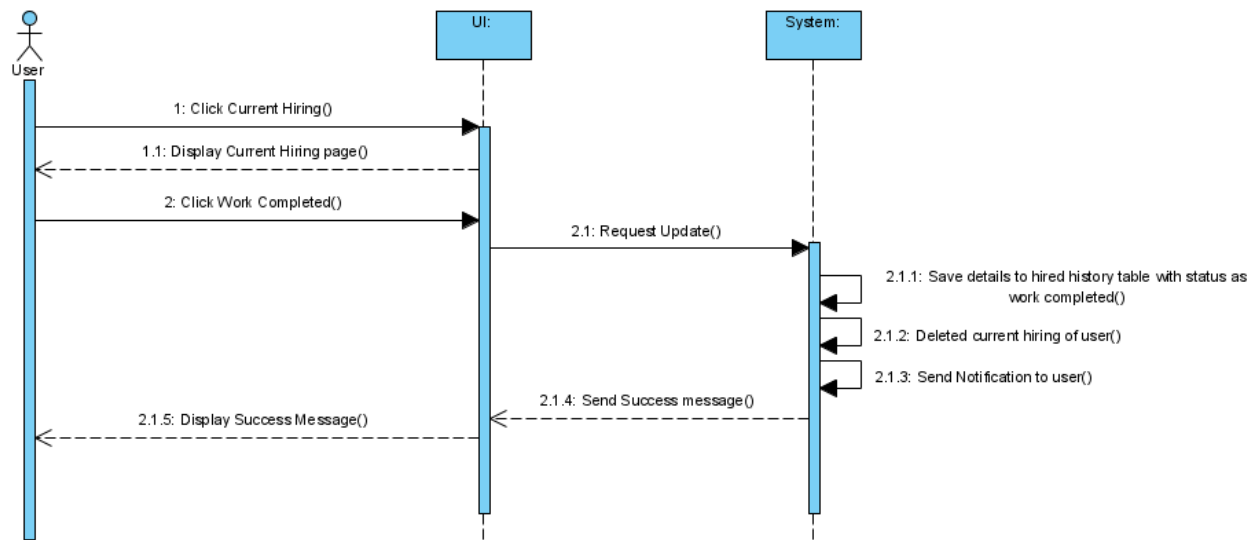 UI:
System:
User
1: Click Current Hiring()
1.1: Display Current Hiring page()
2: Click Work Completed()
2.1: Request Update()
2.1.1: Save details to hired history table with status as
work completed()
2.1.2: Deleted current hiring of user()
2.1.3: Send Notification to user()
2.1.4: Send Success message()
2.1.5: Display Success Message()